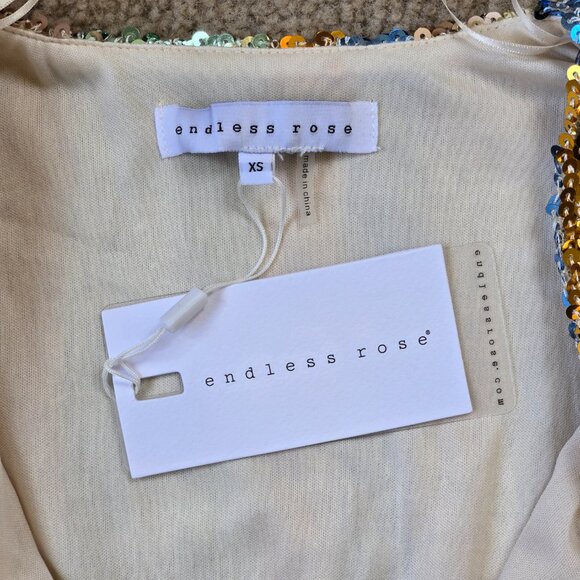 endless rose
XS
made in china
endless rose®
endlessrose.com